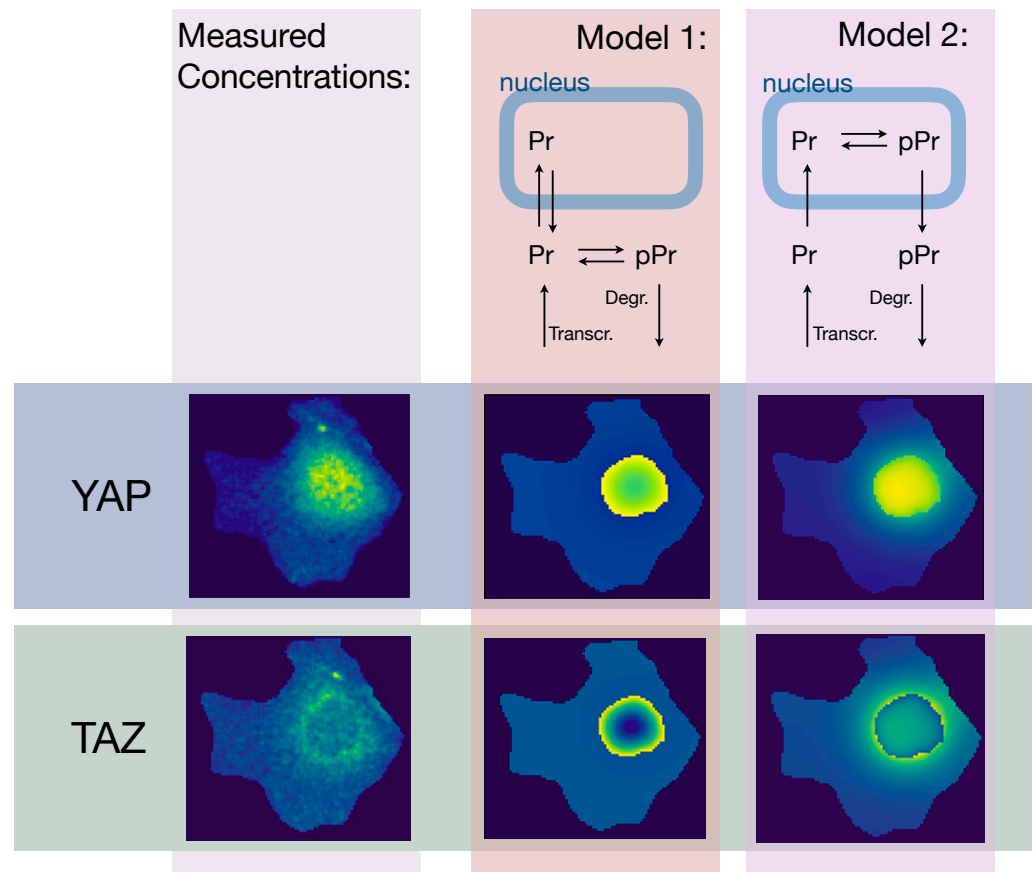 Measured
Concentrations:
Model 1:
nucleus
Pr
Pr
pPr
Degr.
Transcr.
Model 2:
nucleus
Pr
pPr
Pr
pPr
Degr.
Transcr.
YAP
TAZ